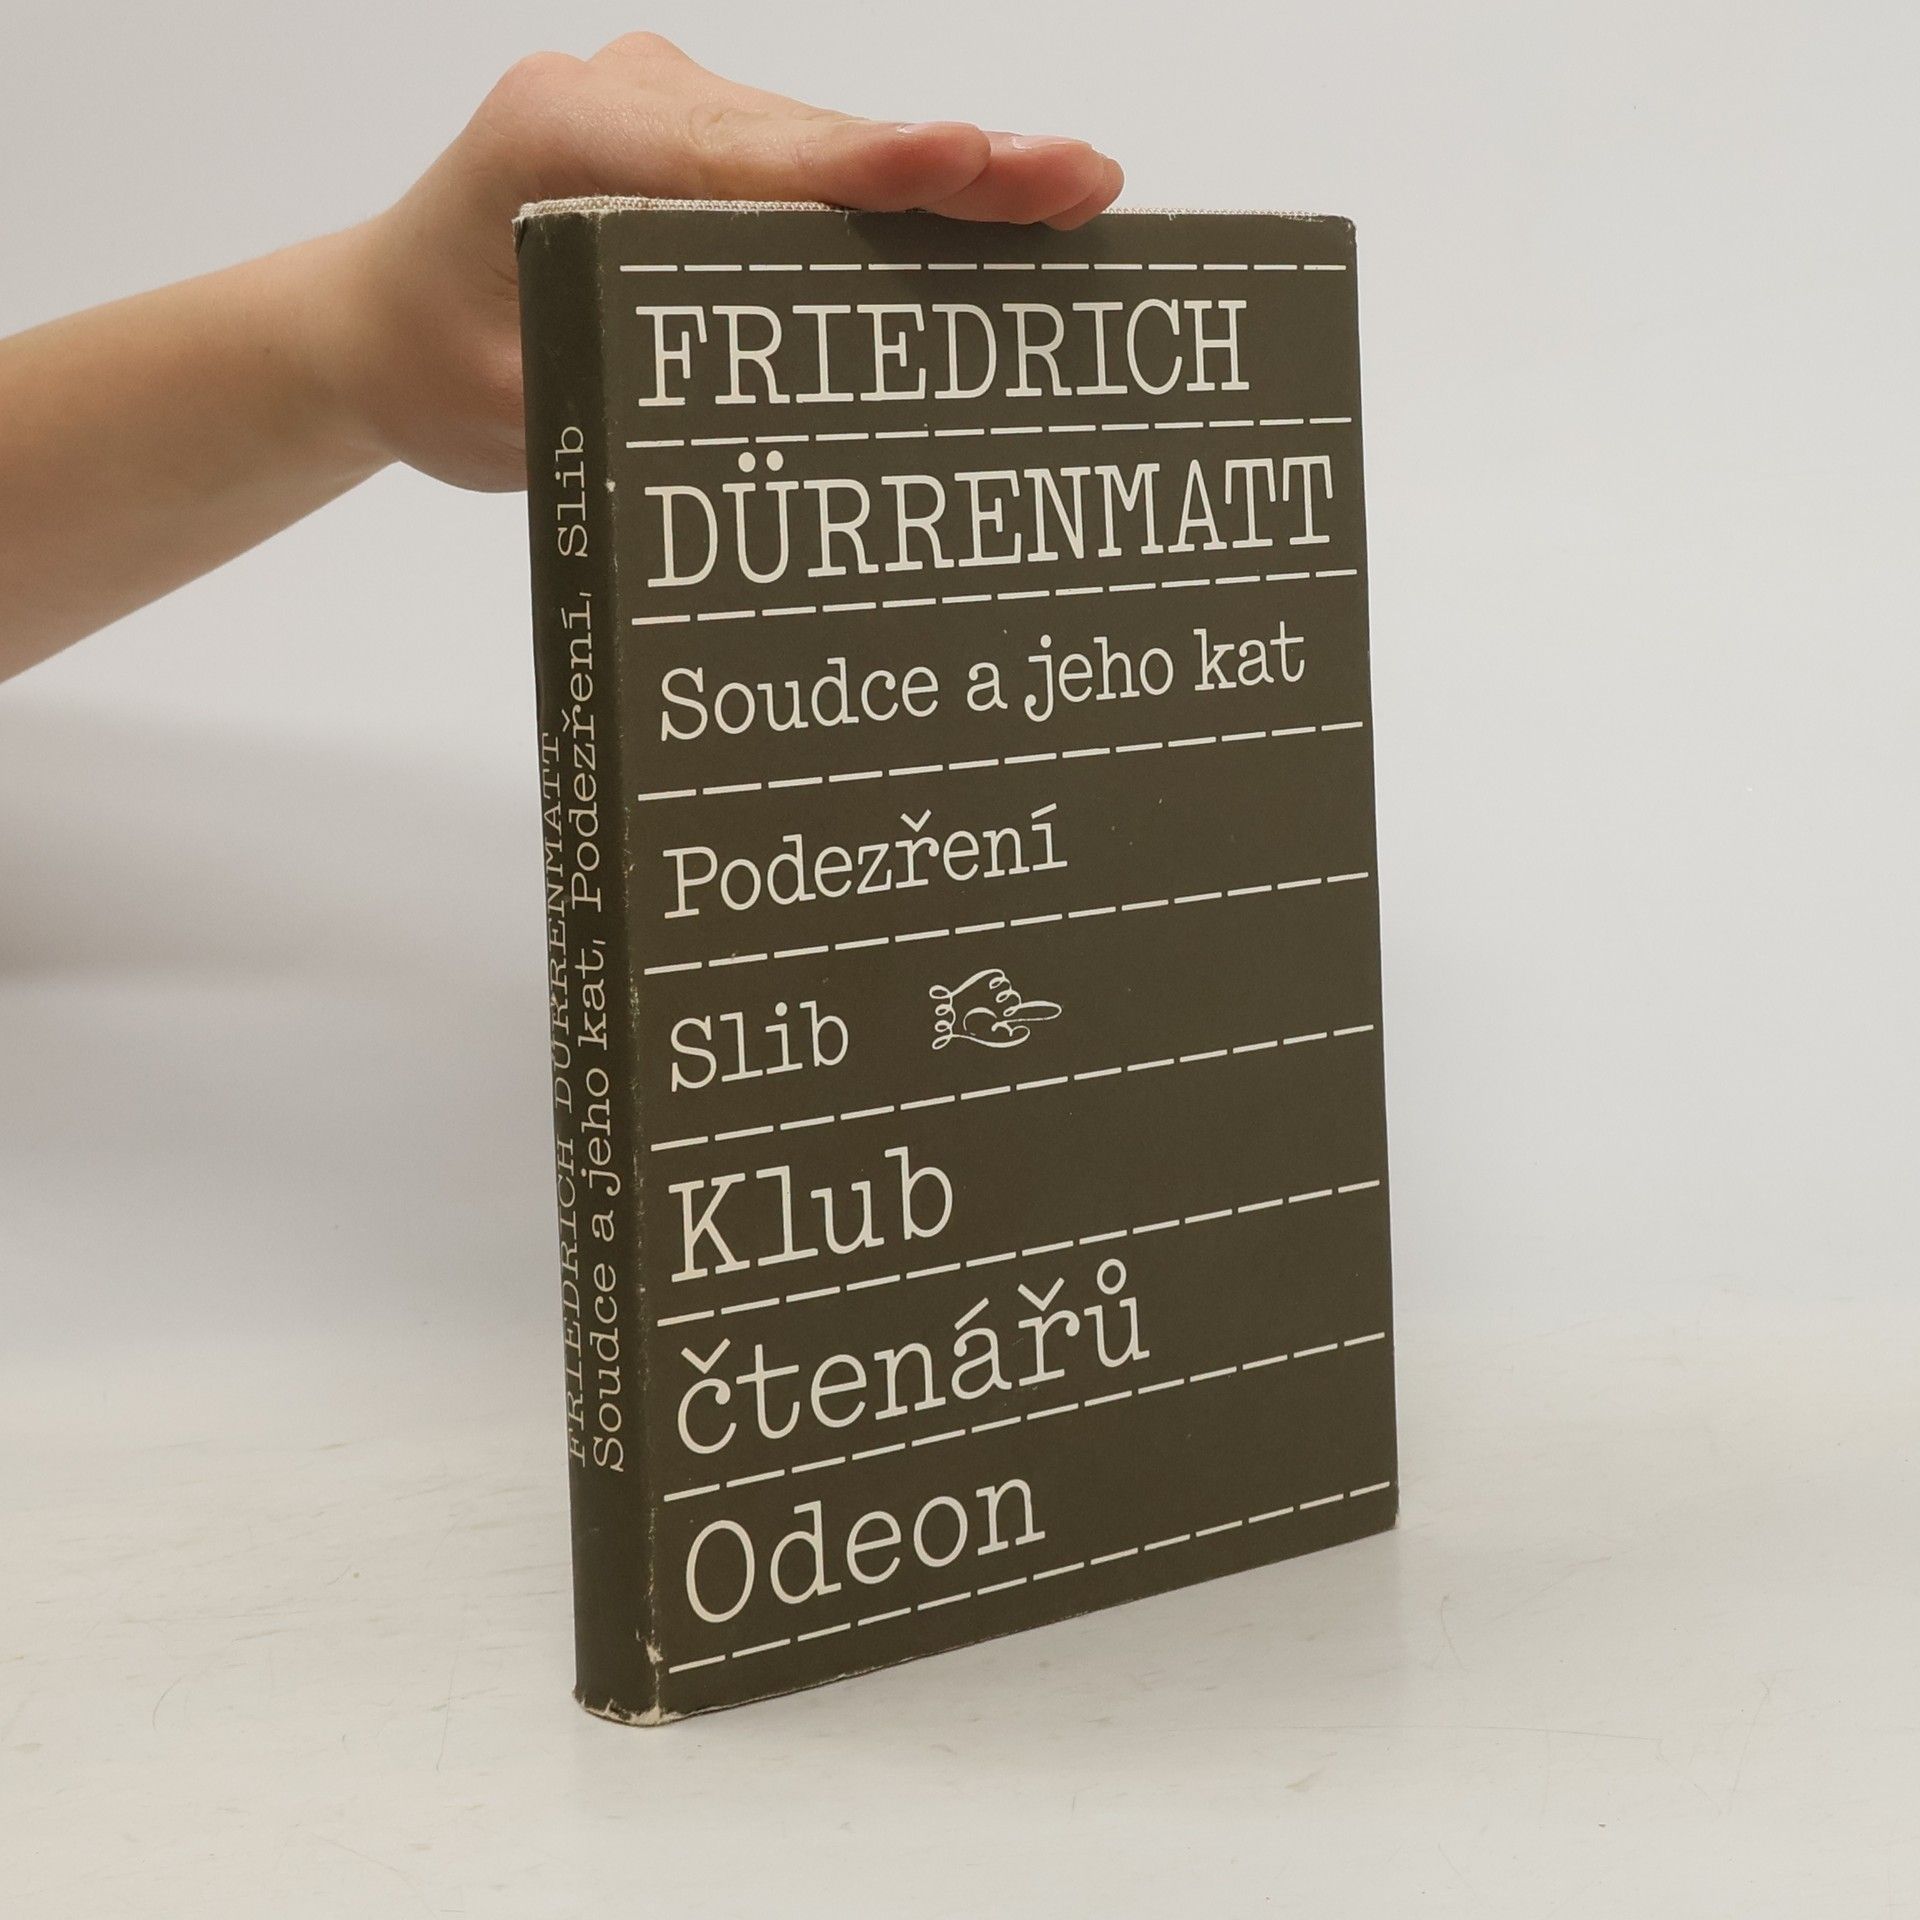 FRIEDRICH
DÜRRENMATT
Soudce a jeho kat
Podezření
Slib
Klub
čtenářů
Odeon
FRIEDRICH DÜRRENMATT
Soudce a jeho kat, Podezření, Slib